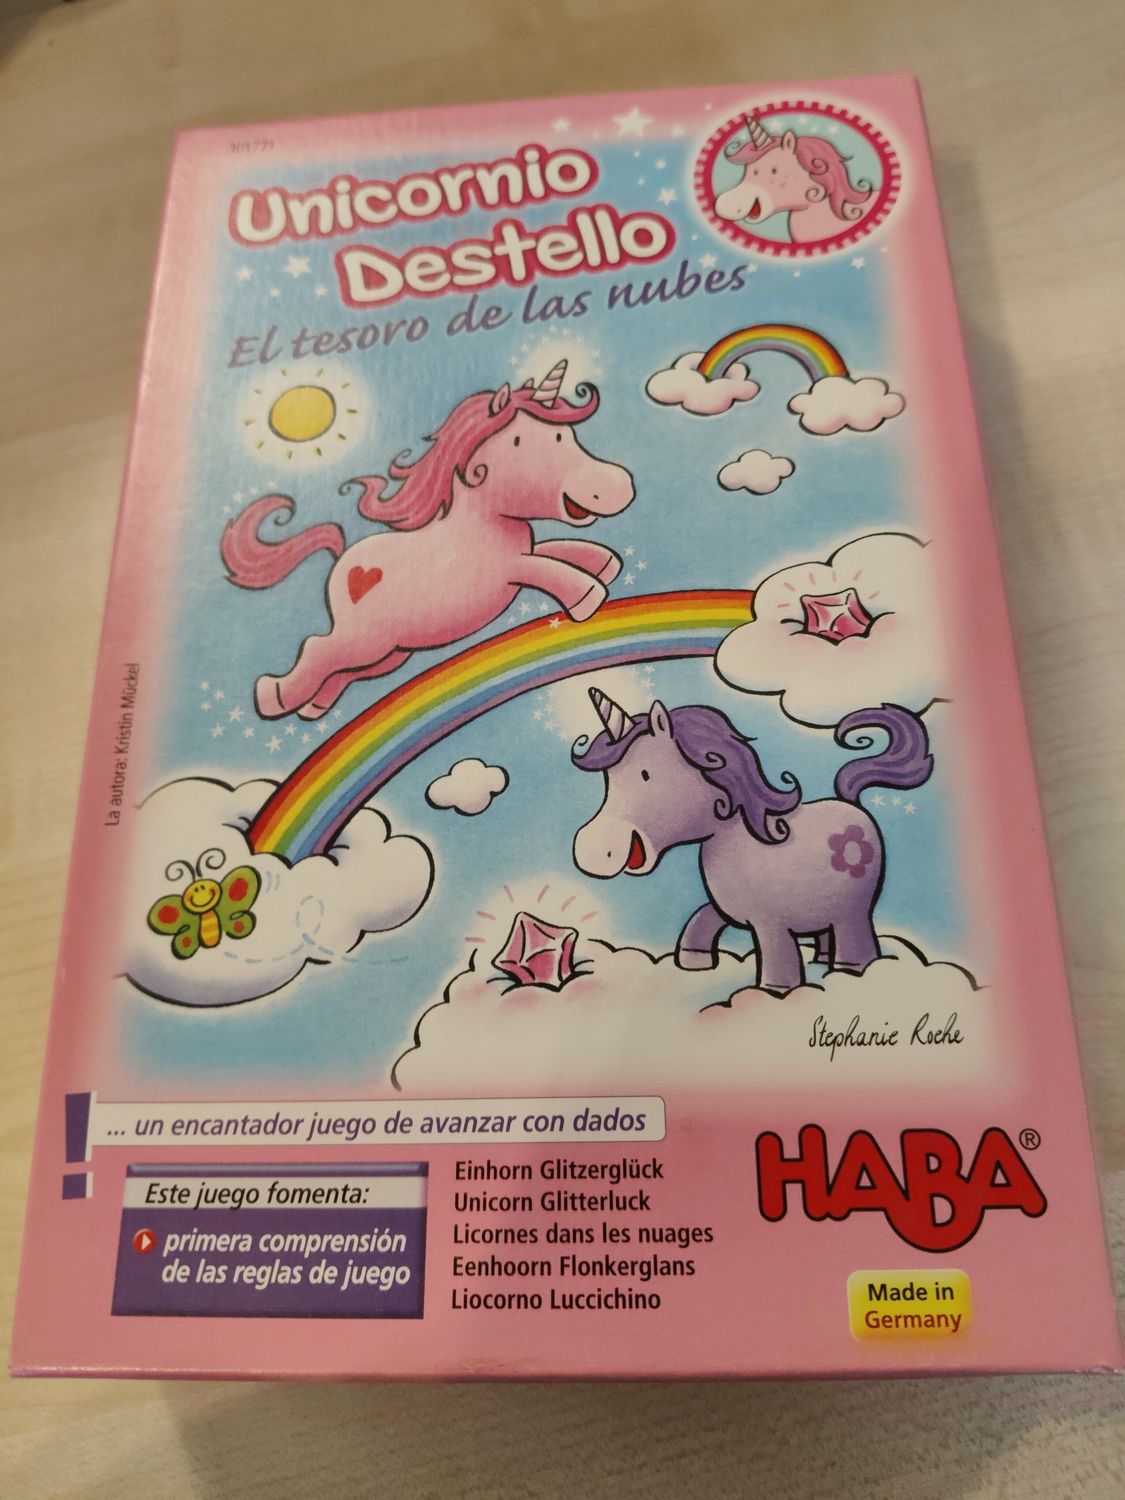 301771
Unicornio
Destello
El tesoro de las nubes
La autora: Kristin Mückel
Stephanie Roehe
... un encantador juego de avanzar con dados
Este juego fomenta:
primera comprensión
de las reglas de juego
Einhorn Glitzerglück
Unicorn Glitterluck
Licornes dans les nuages
Eenhoorn Flonkerglans
Liocorno Luccichino
HABA®
Made in
Germany